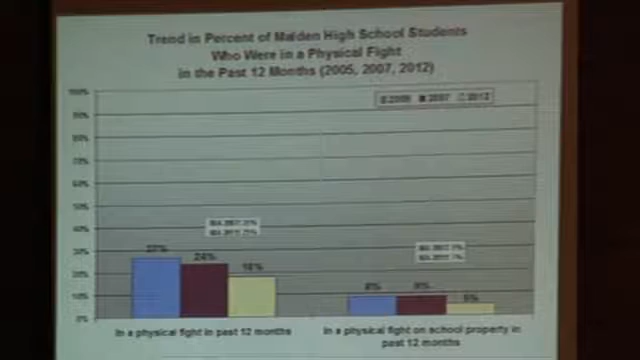 Trend in Percent of Malden High School Students
Who Were in a Physical Fight
in the Past 12 Months (2005, 2007, 2012)
100%
90%
80%
70%
60%
50%
40%
30%
20%
10%
0%
2005 2007 2012
27%
24%
18%
5%
In a physical fight in past 12 months
In a physical fight on school property in
past 12 months